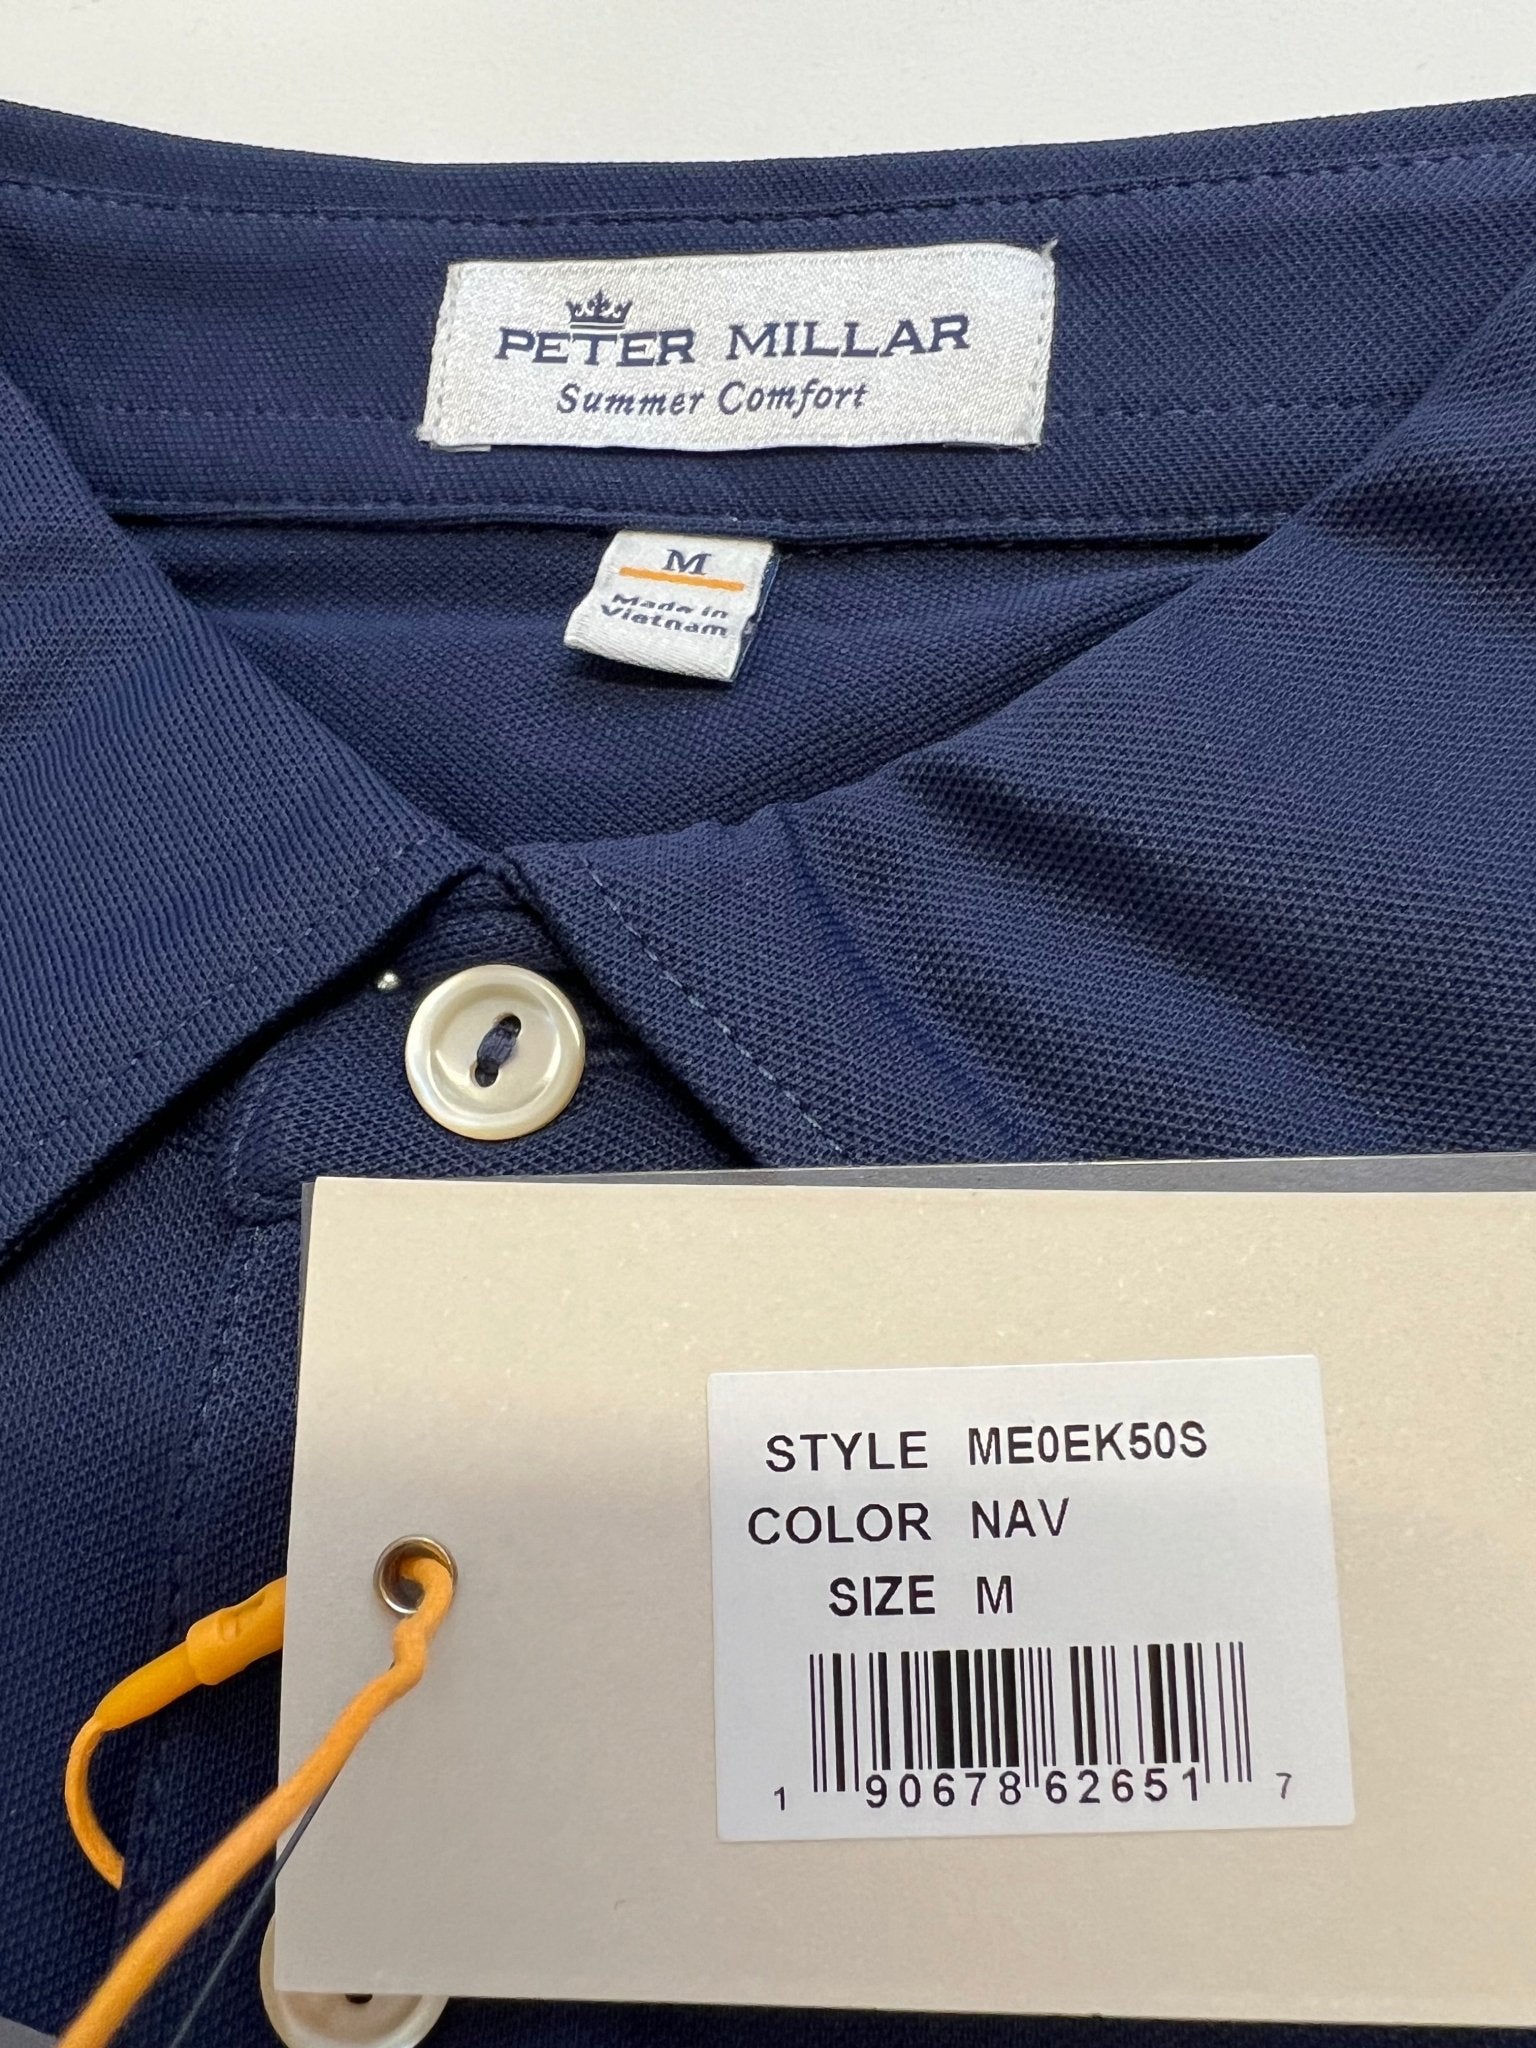 PETER MILLAR
Summer Comfort
M
Made in
Vietnam
STYLE ME0EK50S
COLOR NAV
SIZE M
1 90678 62651 7